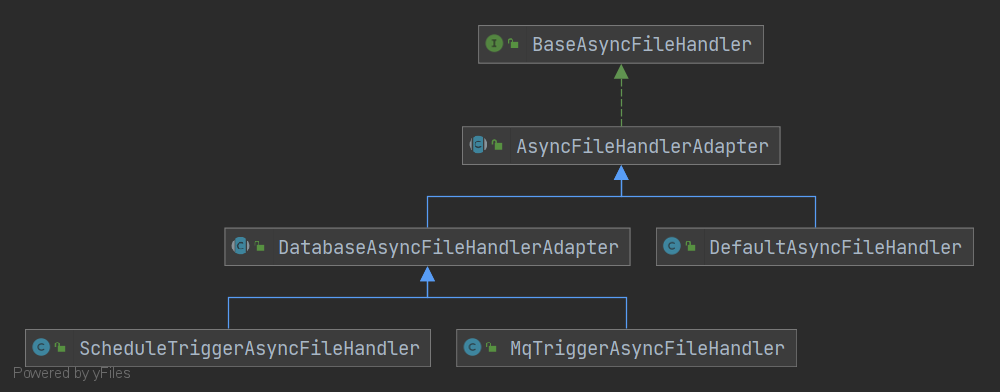 BaseAsyncFileHandler
AsyncFileHandlerAdapter
DatabaseAsyncFileHandlerAdapter
DefaultAsyncFileHandler
ScheduleTriggerAsyncFileHandler
MqTriggerAsyncFileHandler
Powered by yFiles